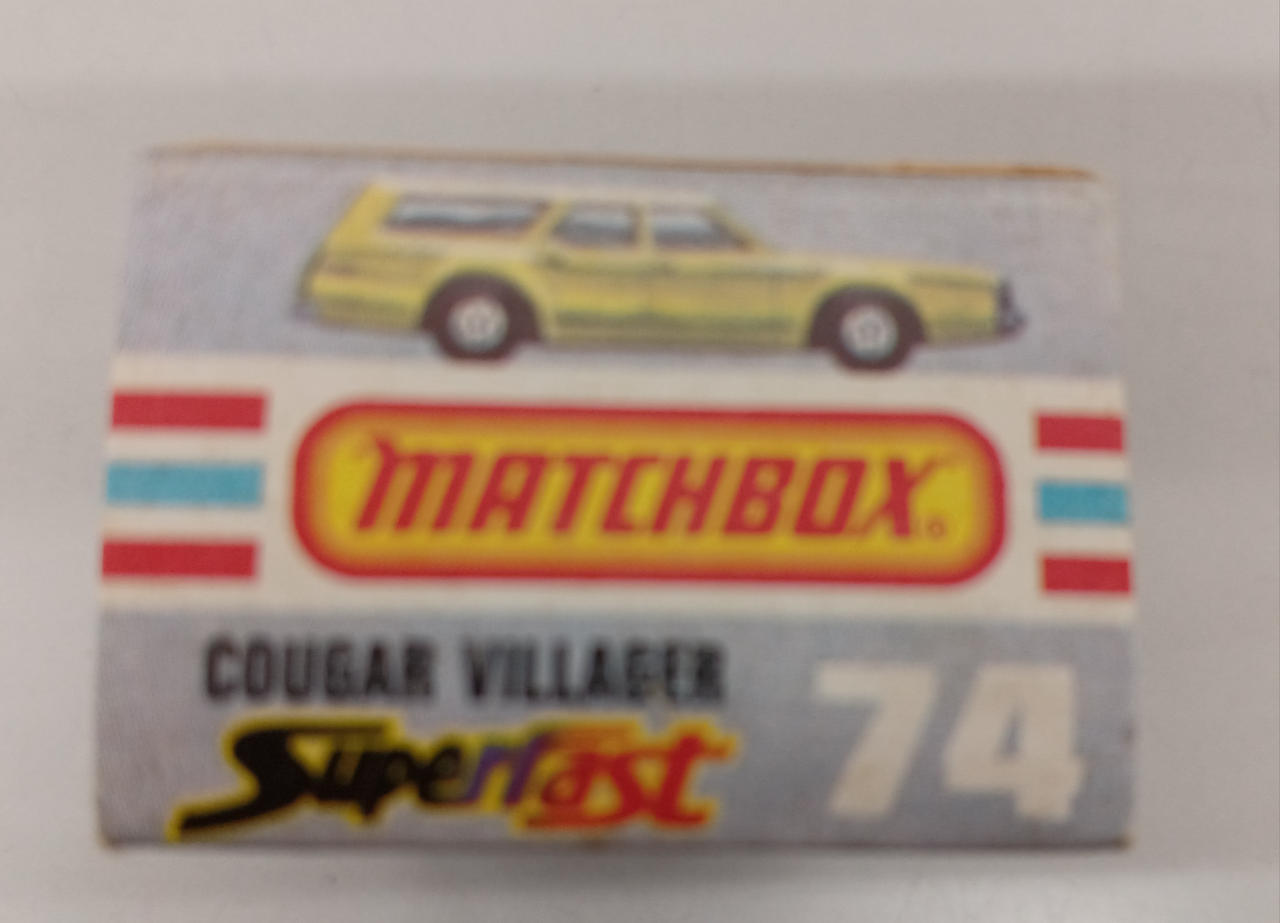 "MATCHBOX"®
COUGAR VILLAGER
Superfast
74